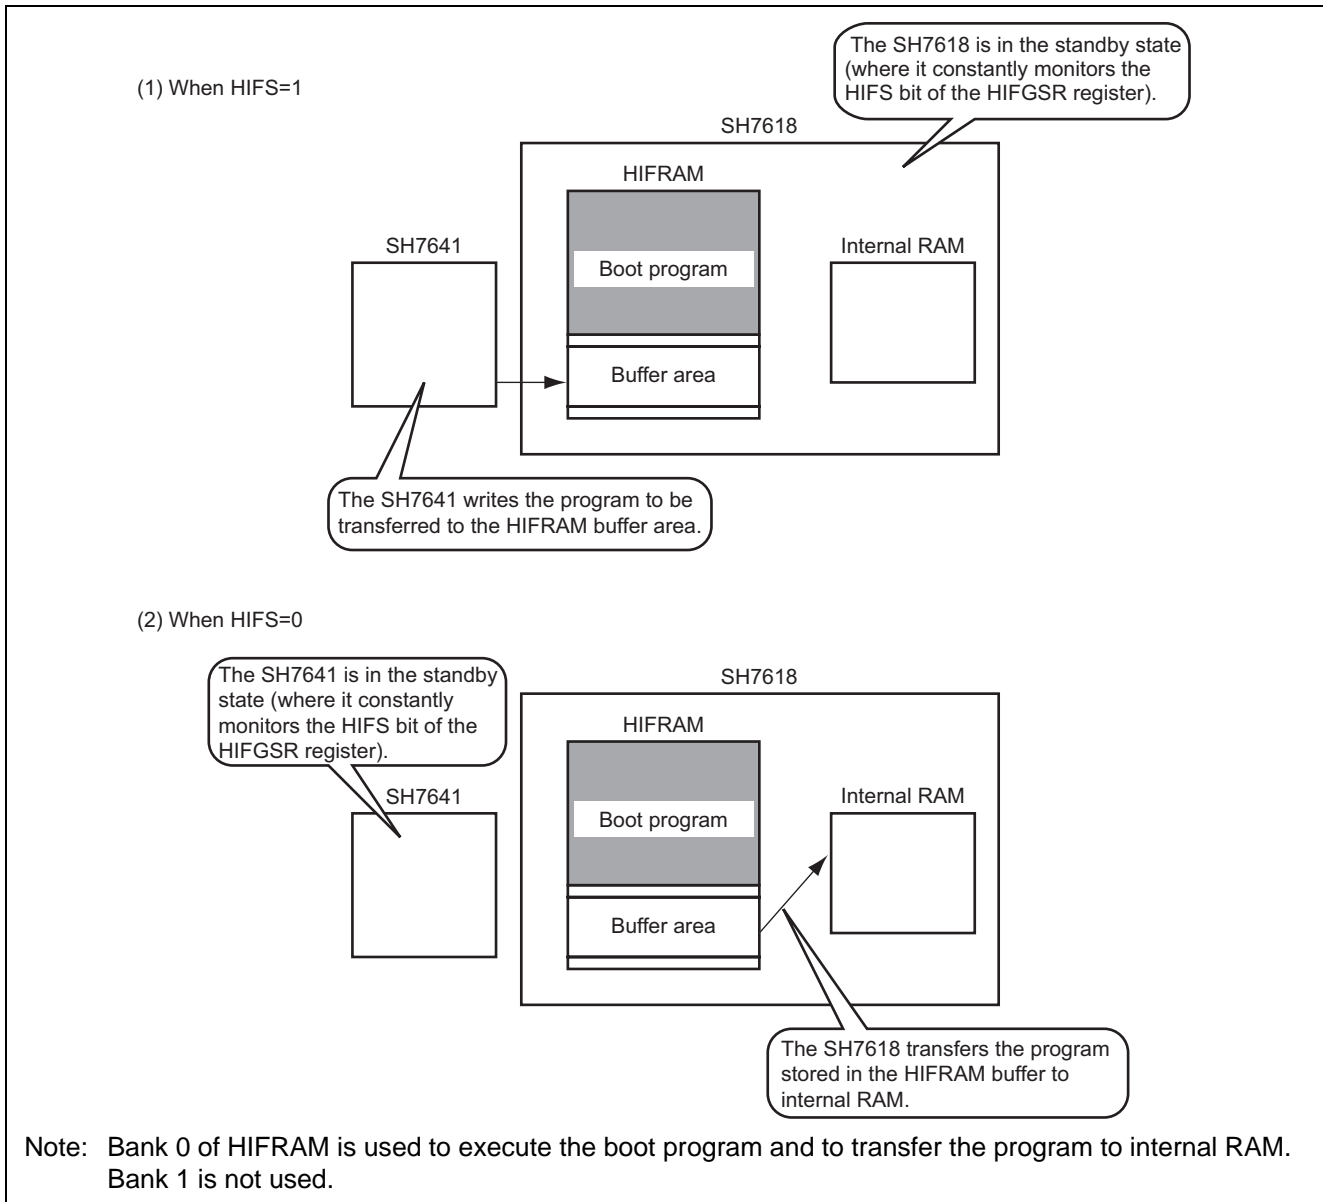 (1) When HIFS=1
The SH7618 is in the standby state
(where it constantly monitors the
HIFS bit of the HIFGSR register).
SH7618
HIFRAM
SH7641
Internal RAM
Boot program
Buffer area
The SH7641 writes the program to be
transferred to the HIFRAM buffer area.
(2) When HIFS=0
The SH7641 is in the standby
state (where it constantly
monitors the HIFS bit of the
HIFGSR register).
SH7618
HIFRAM
SH7641
Internal RAM
Boot program
Buffer area
The SH7618 transfers the program
stored in the HIFRAM buffer to
internal RAM.
Note: Bank 0 of HIFRAM is used to execute the boot program and to transfer the program to internal RAM.
Bank 1 is not used.